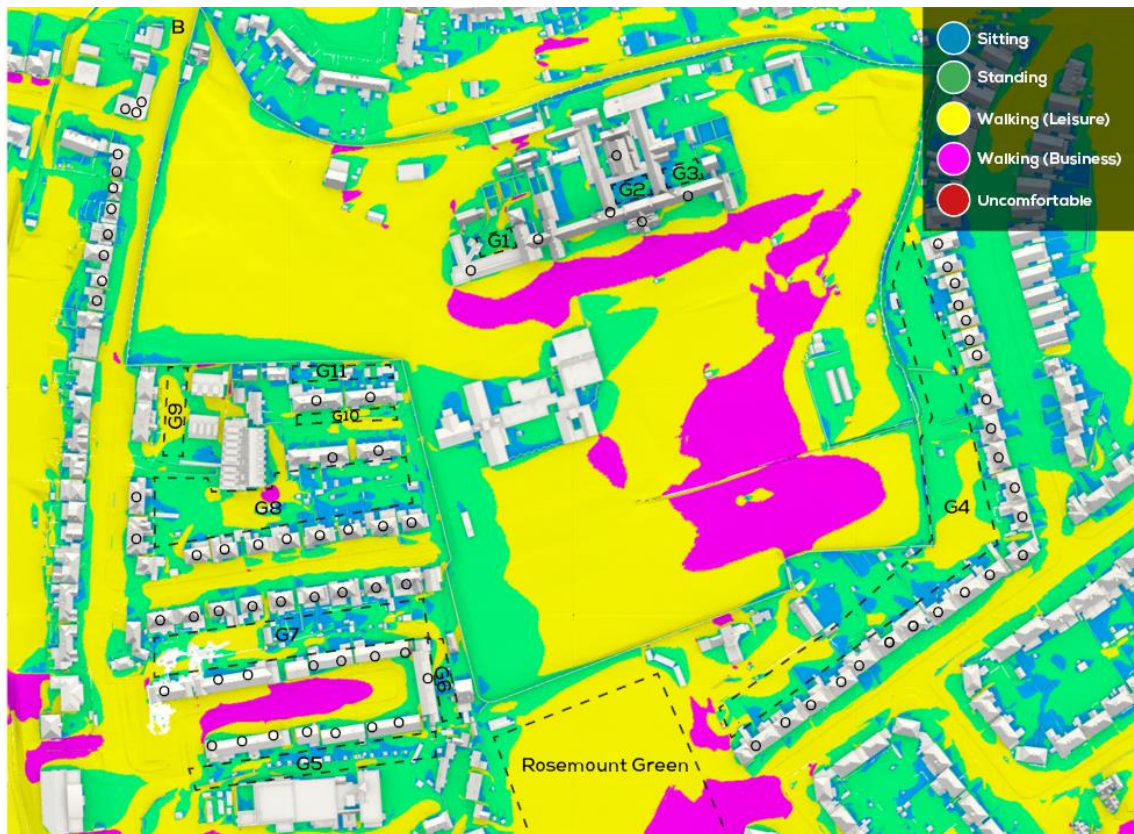 B
Sitting
Standing
Walking (Leisure)
Walking (Business)
Uncomfortable
G3
G2
G1
G11
G9
G10
G8
G4
G7
G6
G5
Rosemount Green